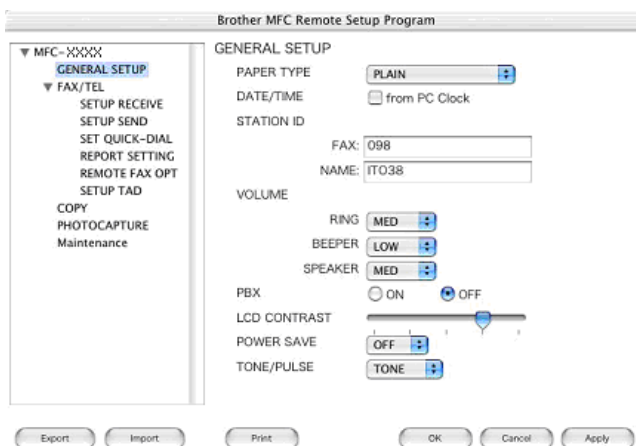 Brother MFC Remote Setup Program
MFC-XXXX
GENERAL SETUP
FAX/TEL
SETUP RECEIVE
SETUP SEND
SET QUICK-DIAL
REPORT SETTING
REMOTE FAX OPT
SETUP TAD
COPY
PHOTOCAPTURE
Maintenance
GENERAL SETUP
PAPER TYPE PLAIN
DATE/TIME from PC Clock
STATION ID
FAX: 098
NAME: ITO38
VOLUME
RING MED
BEEPER LOW
SPEAKER MED
PBX ON OFF
LCD CONTRAST
POWER SAVE OFF
TONE/PULSE TONE
Export Import Print OK Cancel Apply